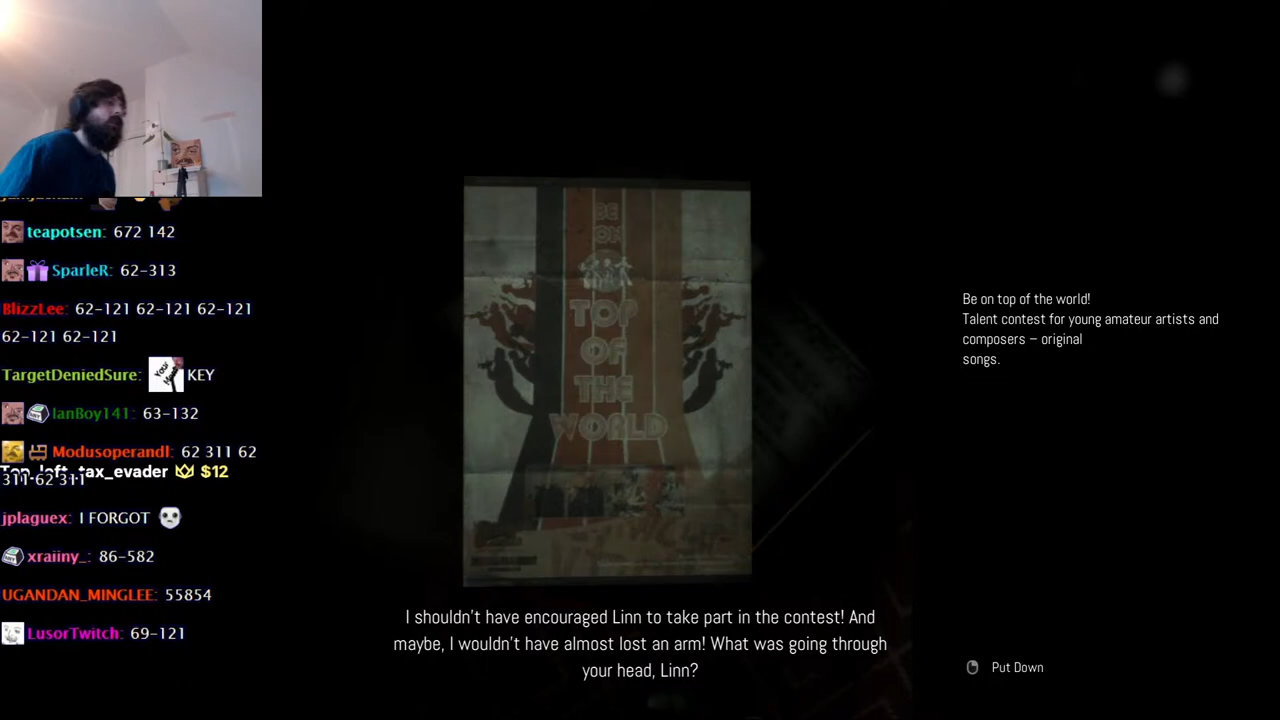 teapotsen: 672 142
SparleR: 62-313
BlizzLee: 62-121 62-121 62-121
62-121 62-121
TargetDeniedSure: KEY
IanBoy141: 63-132
Modusoperandl: 62 311 62
311 62 311
tax_evader $12
jplaguex: I FORGOT
xraiiny_: 86-582
UGANDAN_MINGLEE: 55854
LusorTwitch: 69-121
BE
ON
TOP
OF
THE
WORLD
Be on top of the world!
Talent contest for young amateur artists and
composers – original
songs.
I shouldn't have encouraged Linn to take part in the contest! And
maybe, I wouldn't have almost lost an arm! What was going through
your head, Linn?
Put Down